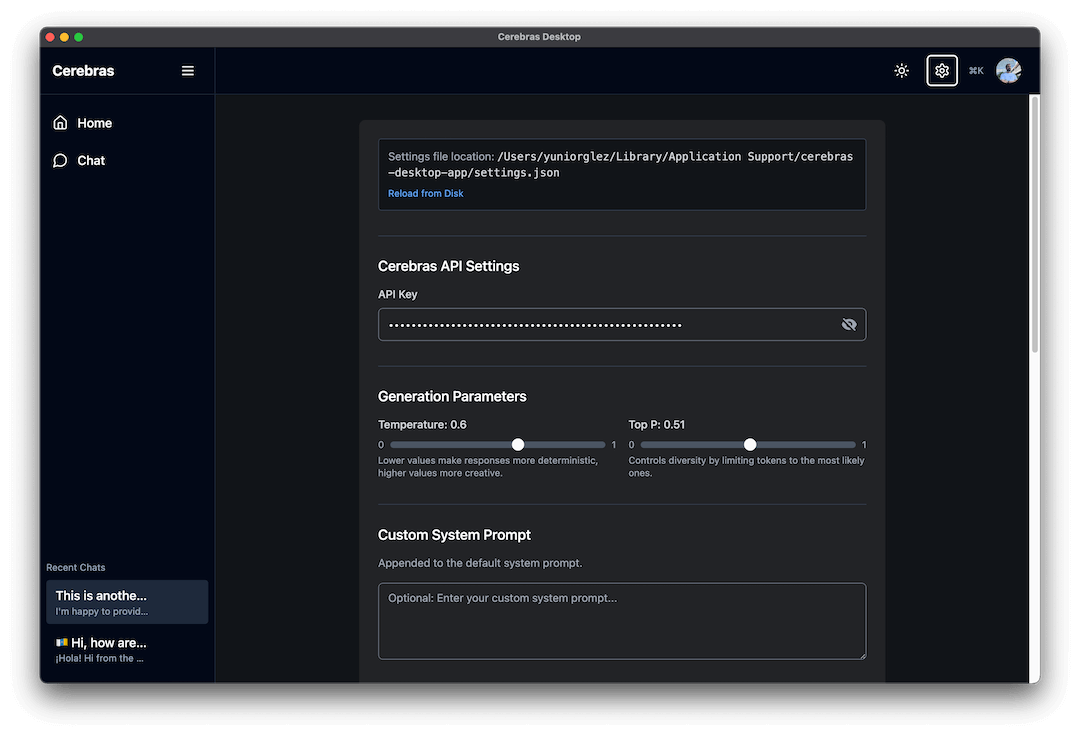 Cerebras Desktop
Cerebras
⌘K
Home
Chat
Settings file location: /Users/yuniorglez/Library/Application Support/cerebras
-desktop-app/settings.json
Reload from Disk
Cerebras API Settings
API Key
Generation Parameters
Temperature: 0.6
0
1
Lower values make responses more deterministic,
higher values more creative.
Top P: 0.51
0
1
Controls diversity by limiting tokens to the most likely
ones.
Custom System Prompt
Appended to the default system prompt.
Optional: Enter your custom system prompt...
Recent Chats
This is anothe...
I'm happy to provid...
🇮🇨 Hi, how are...
¡Hola! Hi from the ...